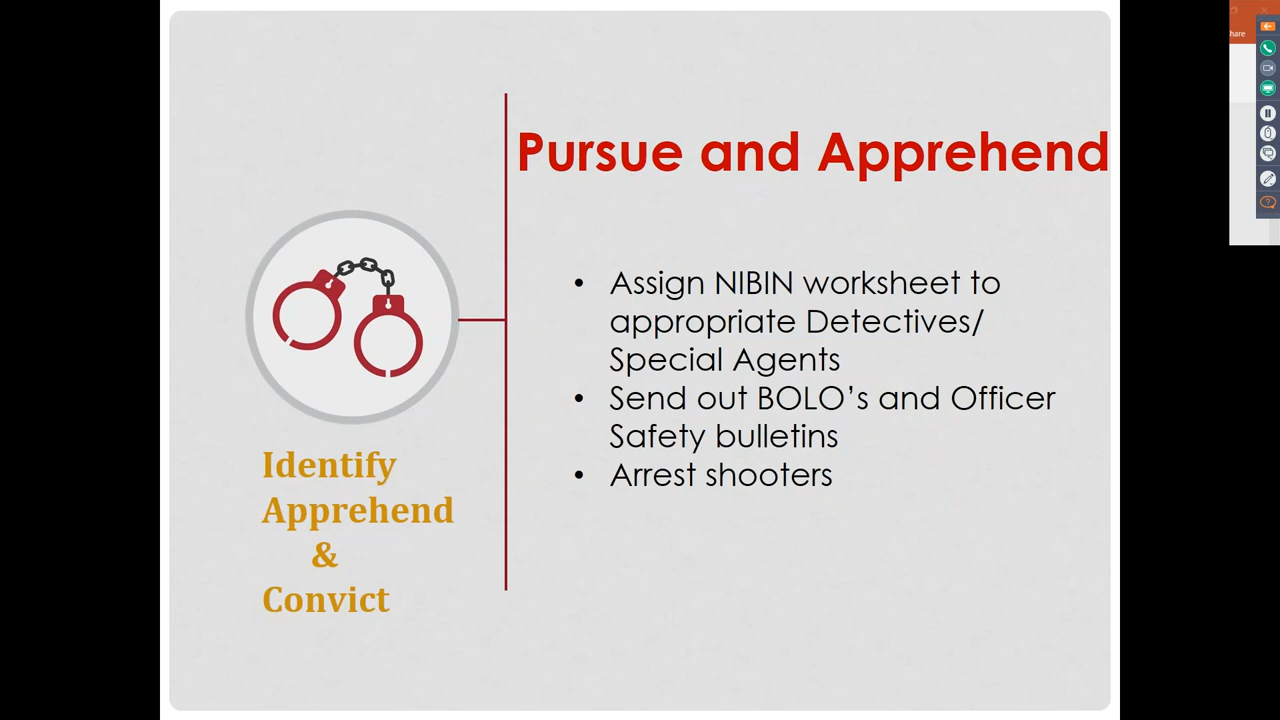 Pursue and Apprehend
• Assign NIBIN worksheet to
appropriate Detectives/
Special Agents
• Send out BOLO's and Officer
Safety bulletins
• Arrest shooters
Identify
Apprehend
&
Convict
hare